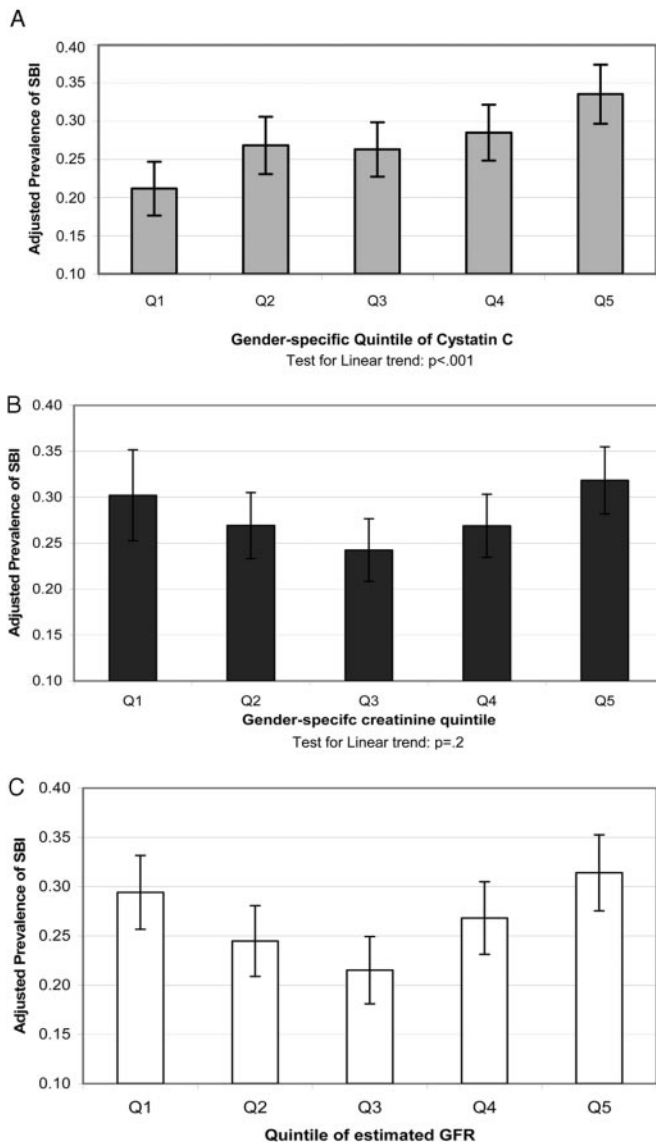 A
Adjusted Prevalence of SBI
0.40
0.35
0.30
0.25
0.20
0.15
0.10
Q1 Q2 Q3 Q4 Q5
Gender-specific Quintile of Cystatin C
Test for Linear trend: p<.001
B
Adjusted Prevalence of SBI
0.40
0.35
0.30
0.25
0.20
0.15
0.10
Q1 Q2 Q3 Q4 Q5
Gender-specifc creatinine quintile
Test for Linear trend: p=.2
C
Adjusted Prevalence of SBI
0.40
0.35
0.30
0.25
0.20
0.15
0.10
Q1 Q2 Q3 Q4 Q5
Quintile of estimated GFR